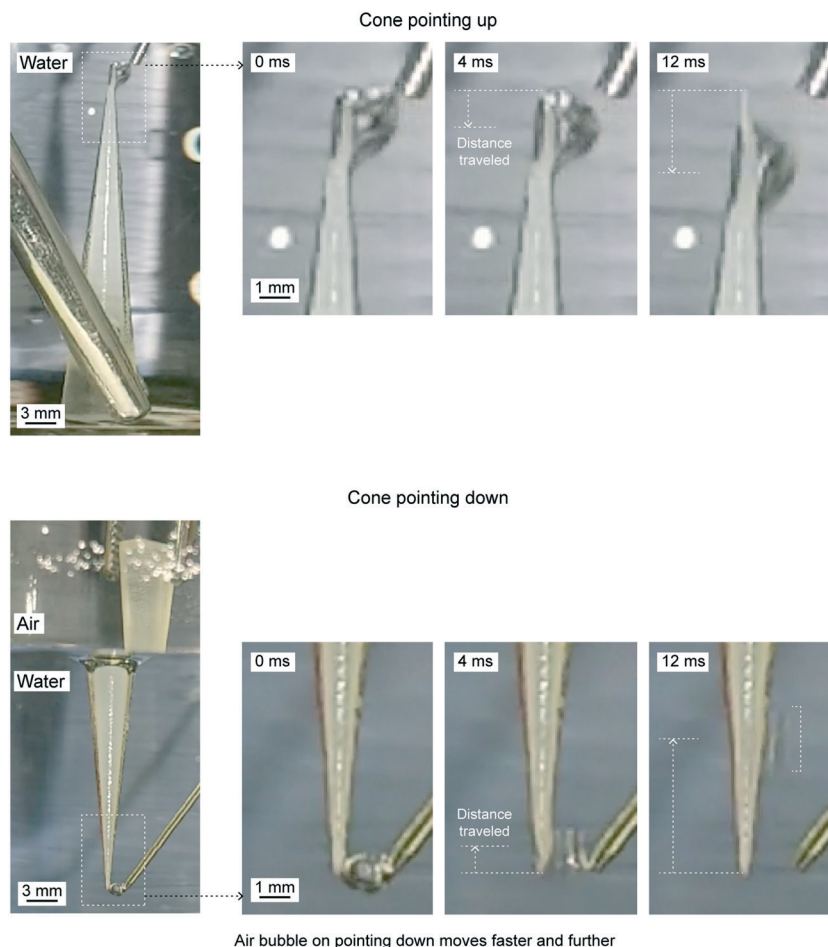 Cone pointing up
Water
0 ms
4 ms
12 ms
Distance
traveled
3 mm
1 mm
Cone pointing down
Air
Water
0 ms
4 ms
12 ms
Distance
traveled
3 mm
1 mm
Air bubble on pointing down moves faster and further